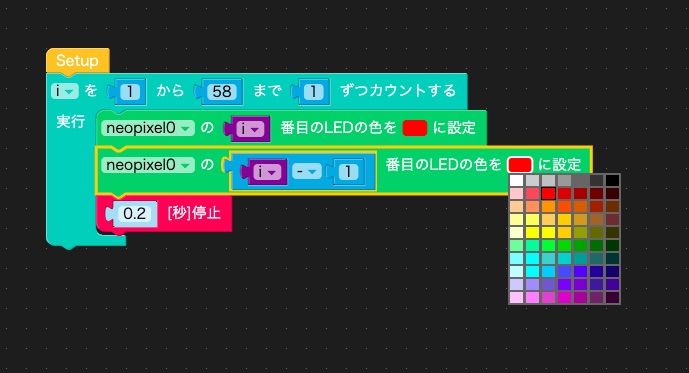 Setup
i を 1 から 58 まで 1 ずつカウントする
実行 neopixel0 の i 番目のLEDの色を に設定
neopixel0 の i - 1 番目のLEDの色を に設定
0.2 [秒]停止